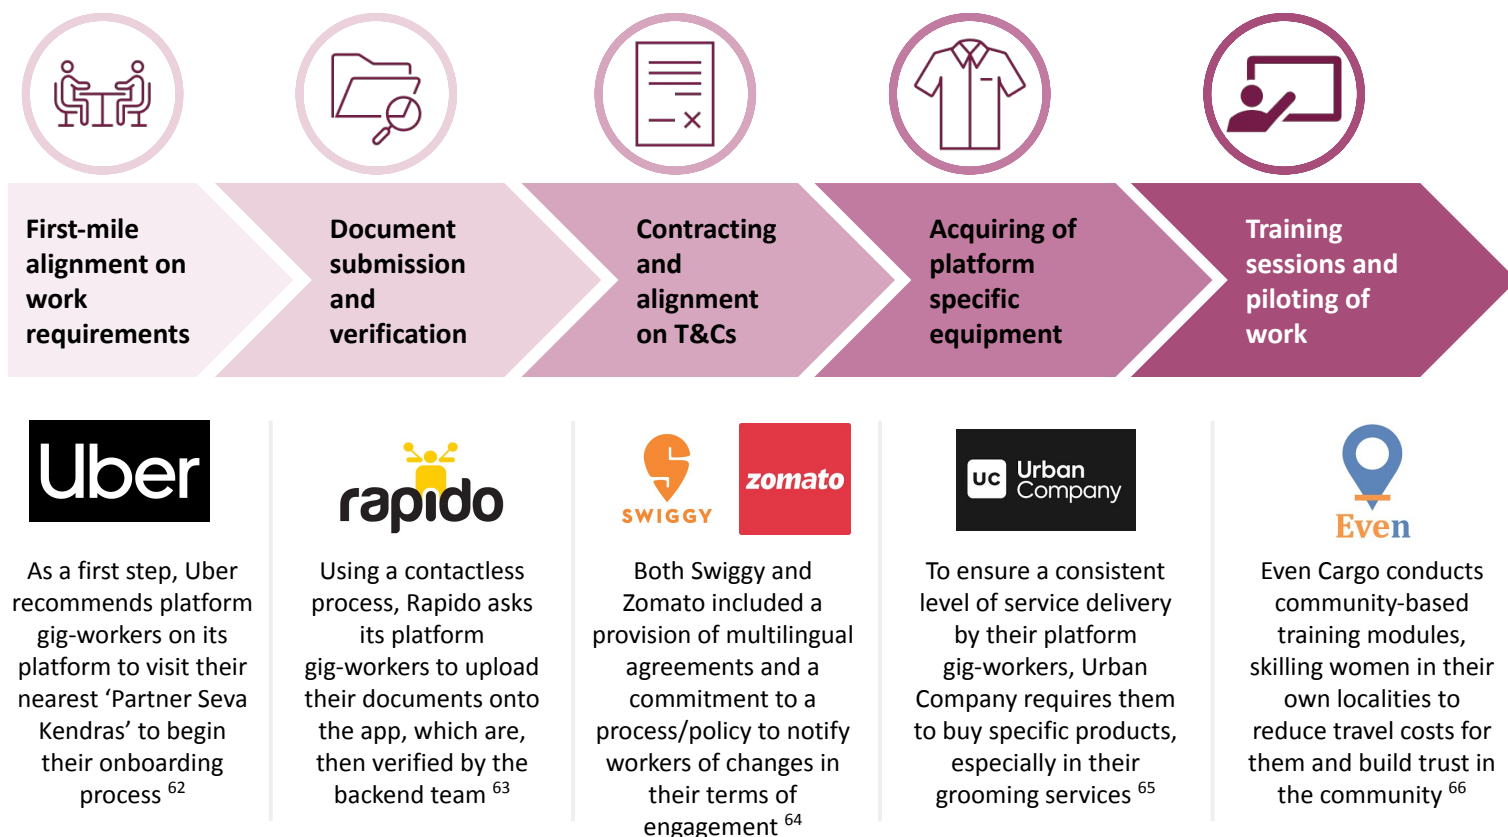 First-mile
alignment on
work
requirements
Document
submission
and
verification
Contracting
and
alignment
on T&Cs
Acquiring of
platform
specific
equipment
Training
sessions and
piloting of
work
Uber
rapido
SWIGGY
zomato
UC
Urban
Company
Even
As a first step, Uber
recommends platform
gig-workers on its
platform to visit their
nearest ‘Partner Seva
Kendras’ to begin
their onboarding
process 62
Using a contactless
process, Rapido asks
its platform
gig-workers to upload
their documents onto
the app, which are,
then verified by the
backend team 63
Both Swiggy and
Zomato included a
provision of multilingual
agreements and a
commitment to a
process/policy to notify
workers of changes in
their terms of
engagement 64
To ensure a consistent
level of service delivery
by their platform
gig-workers, Urban
Company requires them
to buy specific products,
especially in their
grooming services 65
Even Cargo conducts
community-based
training modules,
skilling women in their
own localities to
reduce travel costs for
them and build trust in
the community 66